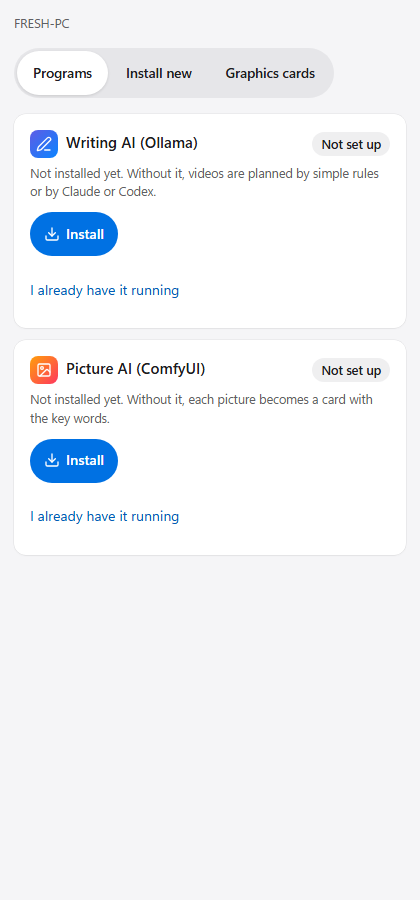 FRESH-PC
Programs
Install new
Graphics cards
Writing AI (Ollama)
Not set up
Not installed yet. Without it, videos are planned by simple rules
or by Claude or Codex.
Install
I already have it running
Picture AI (ComfyUI)
Not set up
Not installed yet. Without it, each picture becomes a card with
the key words.
Install
I already have it running